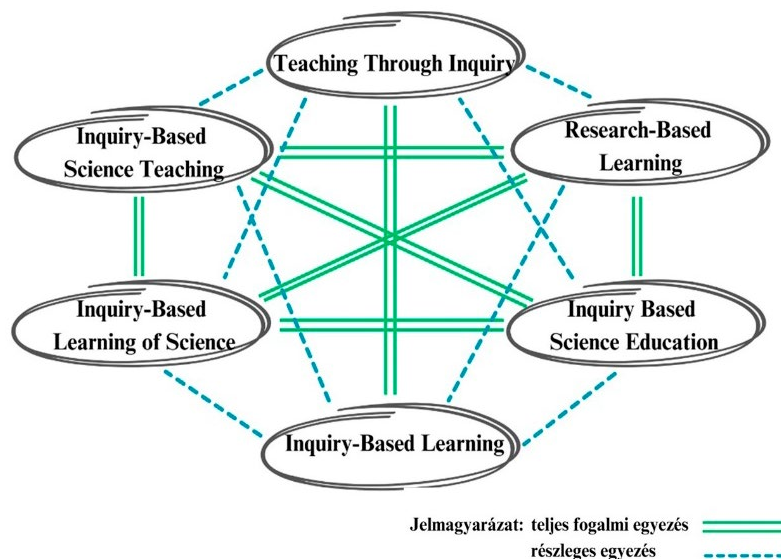 Teaching Through Inquiry
Inquiry-Based
Science Teaching
Research-Based
Learning
Inquiry-Based
Learning of Science
Inquiry Based
Science Education
Inquiry-Based Learning
Jelmagyarázat: teljes fogalmi egyezés
részleges egyezés